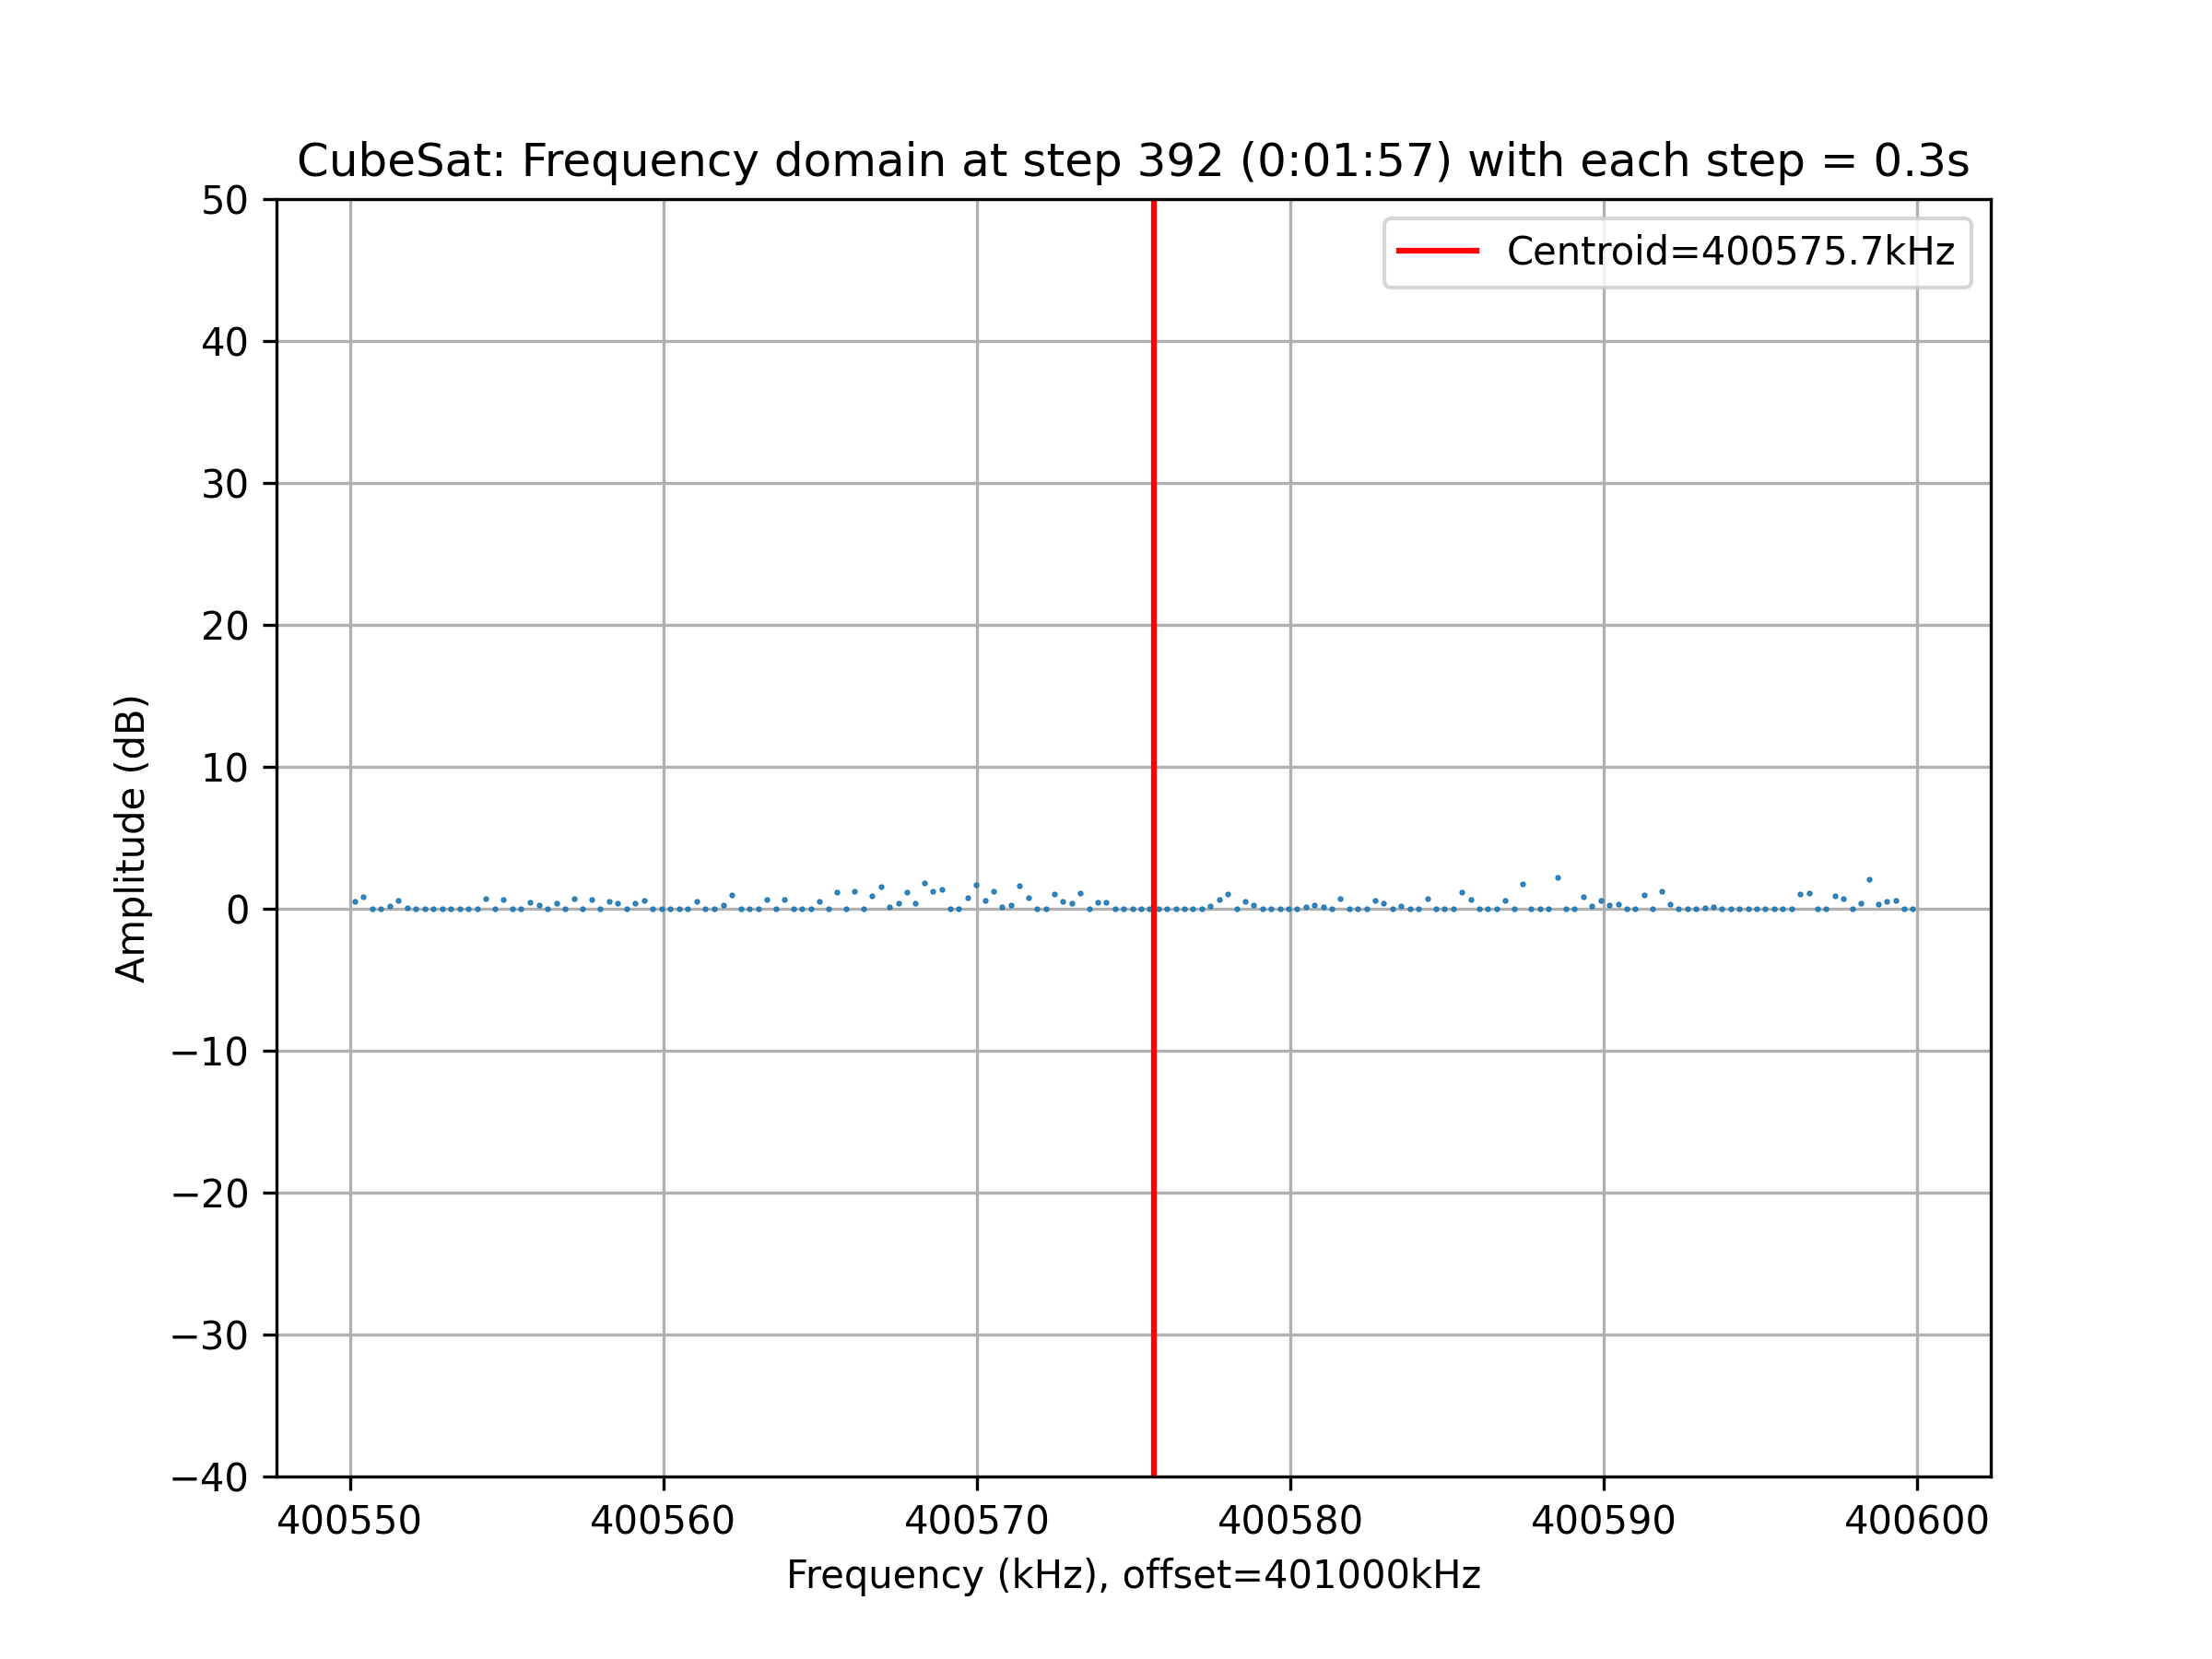 CubeSat: Frequency domain at step 392 (0:01:57) with each step = 0.3s
Centroid=400575.7kHz
50
40
30
20
10
0
−10
−20
−30
−40
Amplitude (dB)
400550 400560 400570 400580 400590 400600
Frequency (kHz), offset=401000kHz